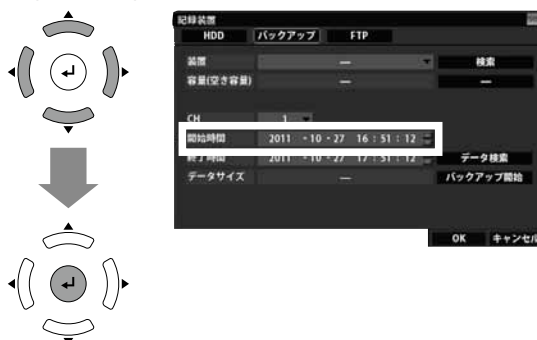 記録装置
HDD バックアップ FTP
装置 — 検索
容量(空き容量) — —
CH 1
開始時間 2011 - 10 - 27 16 : 51 : 12
終了時間 2011 - 10 - 27 17 : 51 : 12 データ検索
データサイズ — バックアップ開始
OK キャンセル